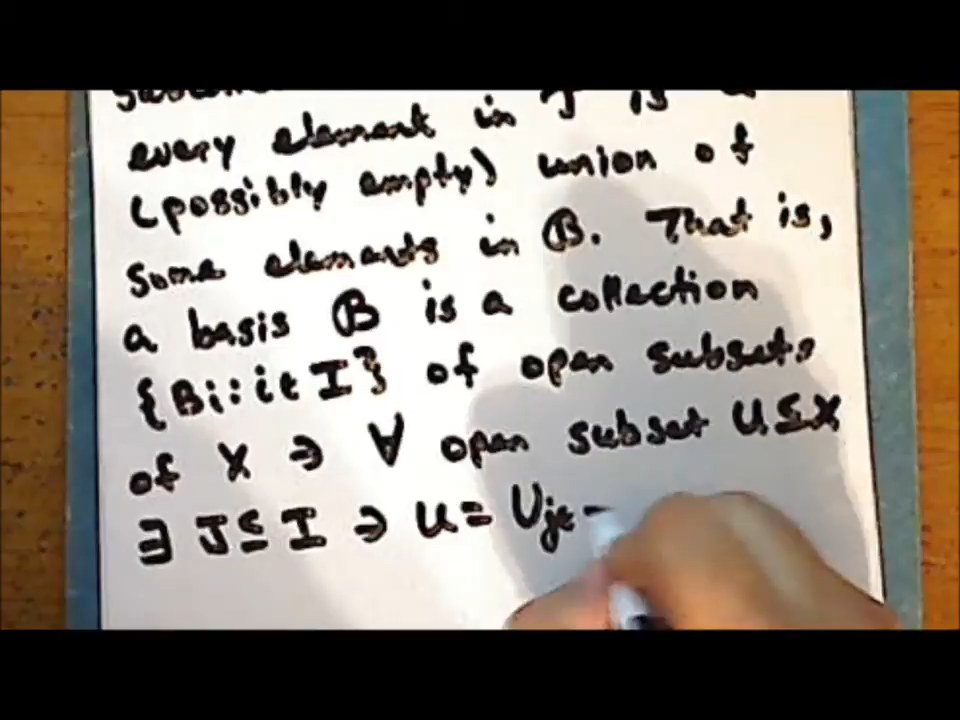 every element in J is a
(possibly empty) union of
some elements in B. That is,
a basis B is a collection
{Bi:i∈I} of open subsets
of X ∋ ∀ open subset U⊆X
∃ J⊆I ∋ U= ∪j∈